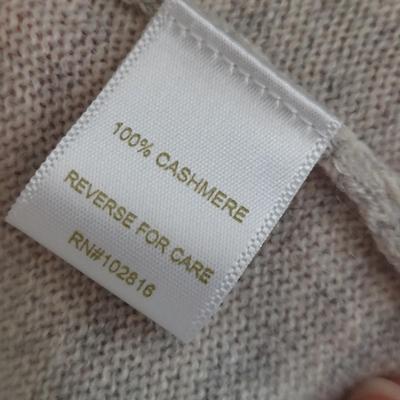 100% CASHMERE
REVERSE FOR CARE
RN#102816